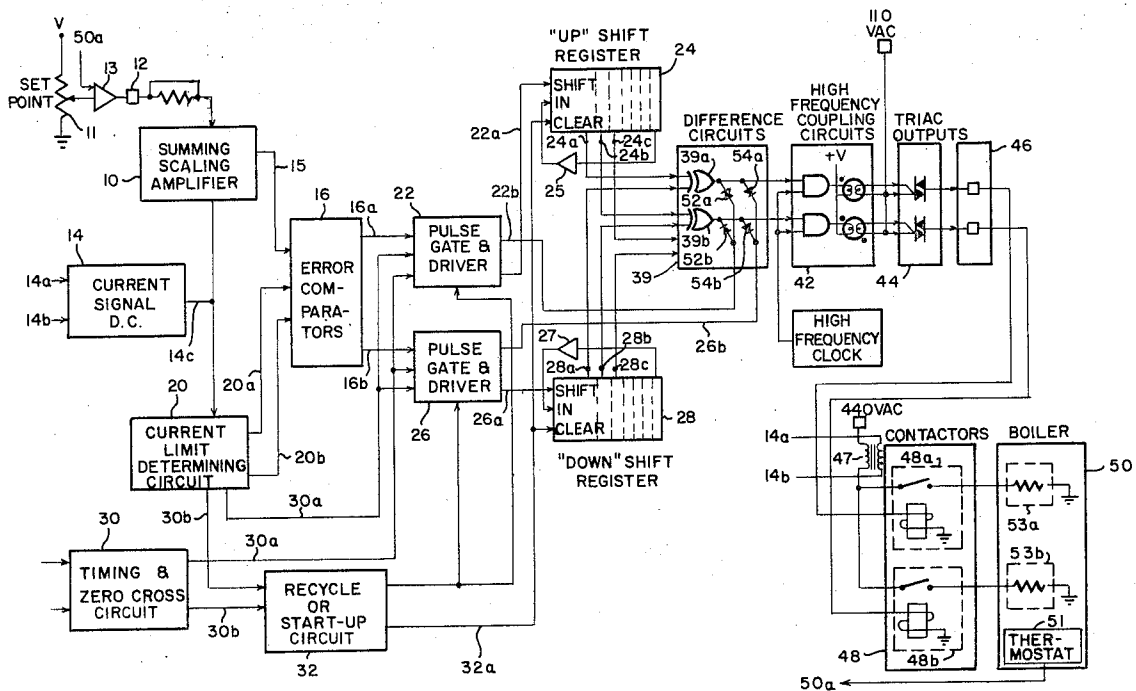 V
50a
13
12
SET
POINT
11
SUMMING
SCALING
AMPLIFIER
10
15
14
14a
14b
CURRENT
SIGNAL
D.C.
14c
16
ERROR
COM-
PARA-
TORS
16a
16b
20
CURRENT
LIMIT
DETERMINING
CIRCUIT
20a
20b
30b
30a
30
TIMING &
ZERO CROSS
CIRCUIT
30a
30b
RECYCLE
OR
START-UP
CIRCUIT
32
32a
22
PULSE
GATE &
DRIVER
22a
22b
PULSE
GATE &
DRIVER
26
26a
26b
"UP" SHIFT
REGISTER
24
SHIFT
IN
CLEAR
24a
24b
24c
25
27
28a
28b
28c
SHIFT
IN
CLEAR
28
"DOWN" SHIFT
REGISTER
DIFFERENCE
CIRCUITS
39a
54a
52a
39b
52b
39
54b
HIGH
FREQUENCY
COUPLING
CIRCUITS
+V
42
HIGH
FREQUENCY
CLOCK
110
VAC
TRIAC
OUTPUTS
44
46
440VAC
14a
14b
47
CONTACTORS
48a
48b
48
BOILER
50
53a
53b
51
THER-
MOSTAT
50a